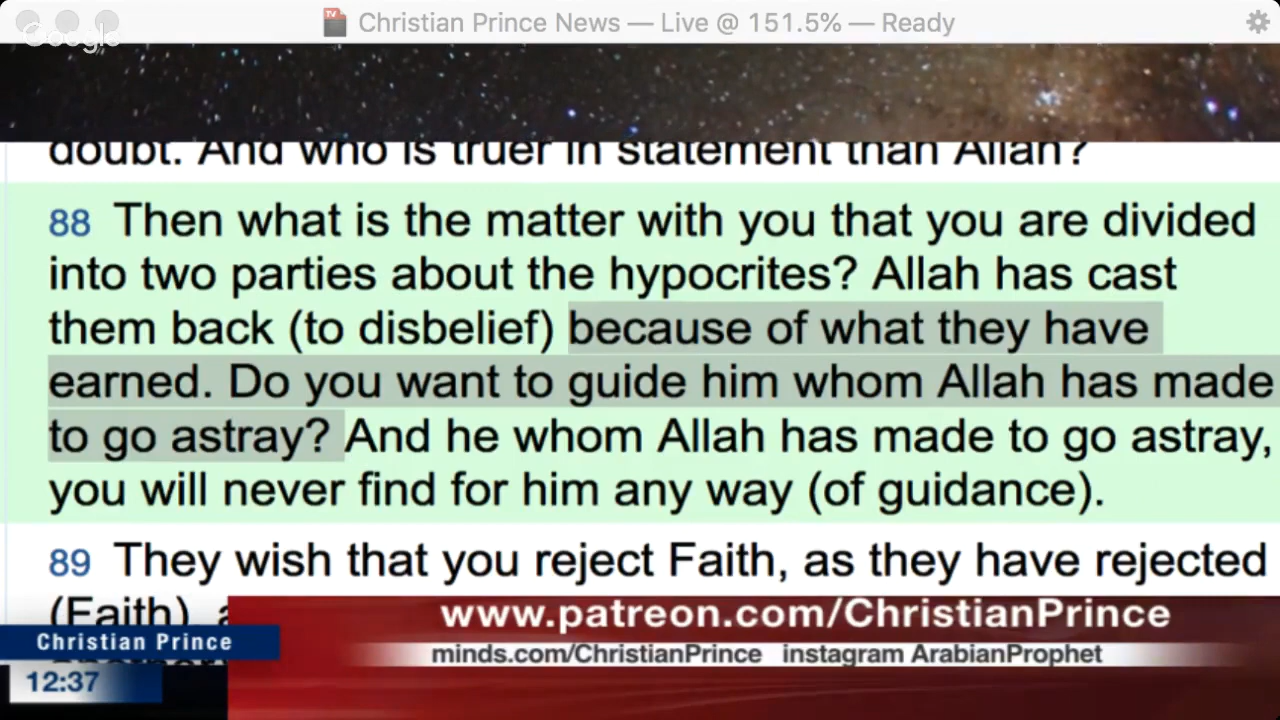 Christian Prince News — Live @ 151.5% — Ready
TV
Google
doubt. And who is truer in statement than Allah?
88 Then what is the matter with you that you are divided
into two parties about the hypocrites? Allah has cast
them back (to disbelief) because of what they have
earned. Do you want to guide him whom Allah has made
to go astray? And he whom Allah has made to go astray,
you will never find for him any way (of guidance).
89 They wish that you reject Faith, as they have rejected
(Faith),
www.patreon.com/ChristianPrince
Christian Prince
minds.com/ChristianPrince instagram ArabianProphet
12:37